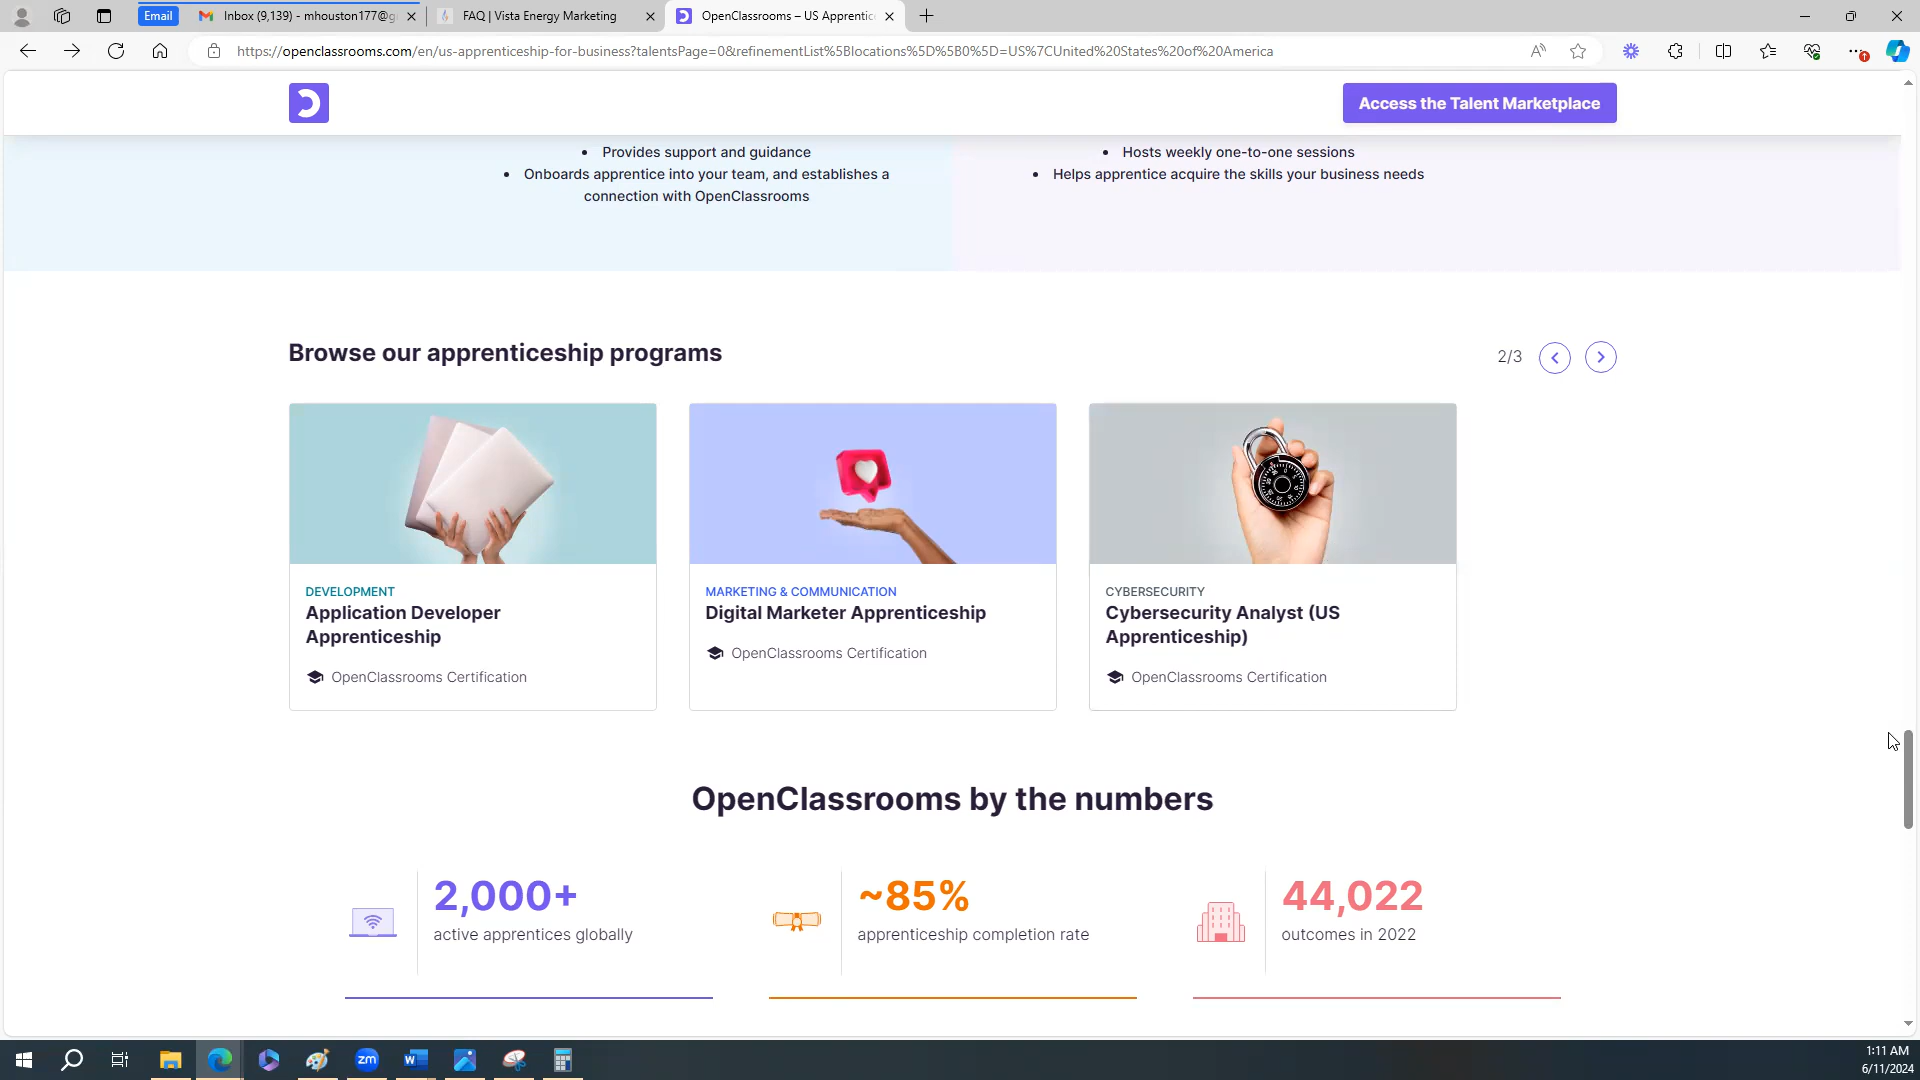 Email
Inbox (9,139) - mhouston177@g
FAQ | Vista Energy Marketing
OpenClassrooms – US Apprentic
https://openclassrooms.com/en/us-apprenticeship-for-business?talentsPage=0&refinementList%5Blocations%5D%5B0%5D=US%7CUnited%20States%20of%20America
Access the Talent Marketplace
• Provides support and guidance
• Onboards apprentice into your team, and establishes a
connection with OpenClassrooms
• Hosts weekly one-to-one sessions
• Helps apprentice acquire the skills your business needs
Browse our apprenticeship programs
2/3
DEVELOPMENT
Application Developer
Apprenticeship
OpenClassrooms Certification
MARKETING & COMMUNICATION
Digital Marketer Apprenticeship
OpenClassrooms Certification
CYBERSECURITY
Cybersecurity Analyst (US
Apprenticeship)
OpenClassrooms Certification
OpenClassrooms by the numbers
2,000+
active apprentices globally
~85%
apprenticeship completion rate
44,022
outcomes in 2022
zm
W
1:11 AM
6/11/2024